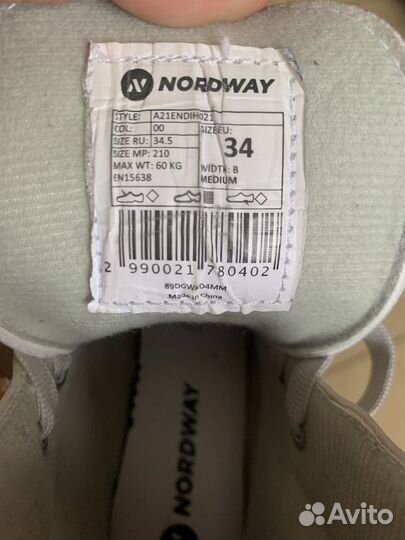 NORDWAY
STYLE: A21ENDIH021
COL: 00 SIZE EU:
SIZE RU: 34.5 34
SIZE MP: 210
MAX WT: 60 KG WIDTH: B
EN15638 MEDIUM
2 990021 780402
Made in China
NORDWAY
Avito